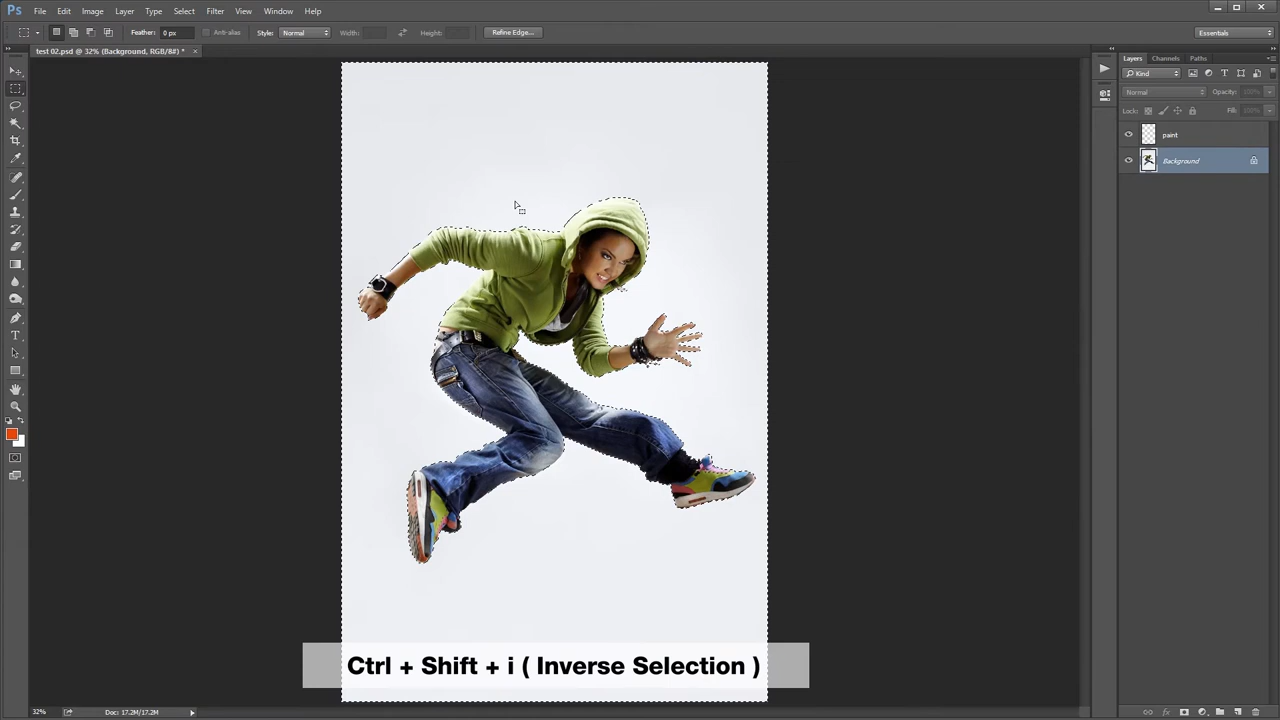 Ps File Edit Image Layer Type Select Filter View Window Help
Feather: 0 px Anti-alias Style: Normal Width: Height: Refine Edge... Essentials
test 02.psd @ 32% (Background, RGB/8#) * ×
Layers Channels Paths
Kind
Normal Opacity: 100%
Lock: Fill: 100%
paint
Background
Ctrl + Shift + i ( Inverse Selection )
32% Doc: 17.2M/17.2M